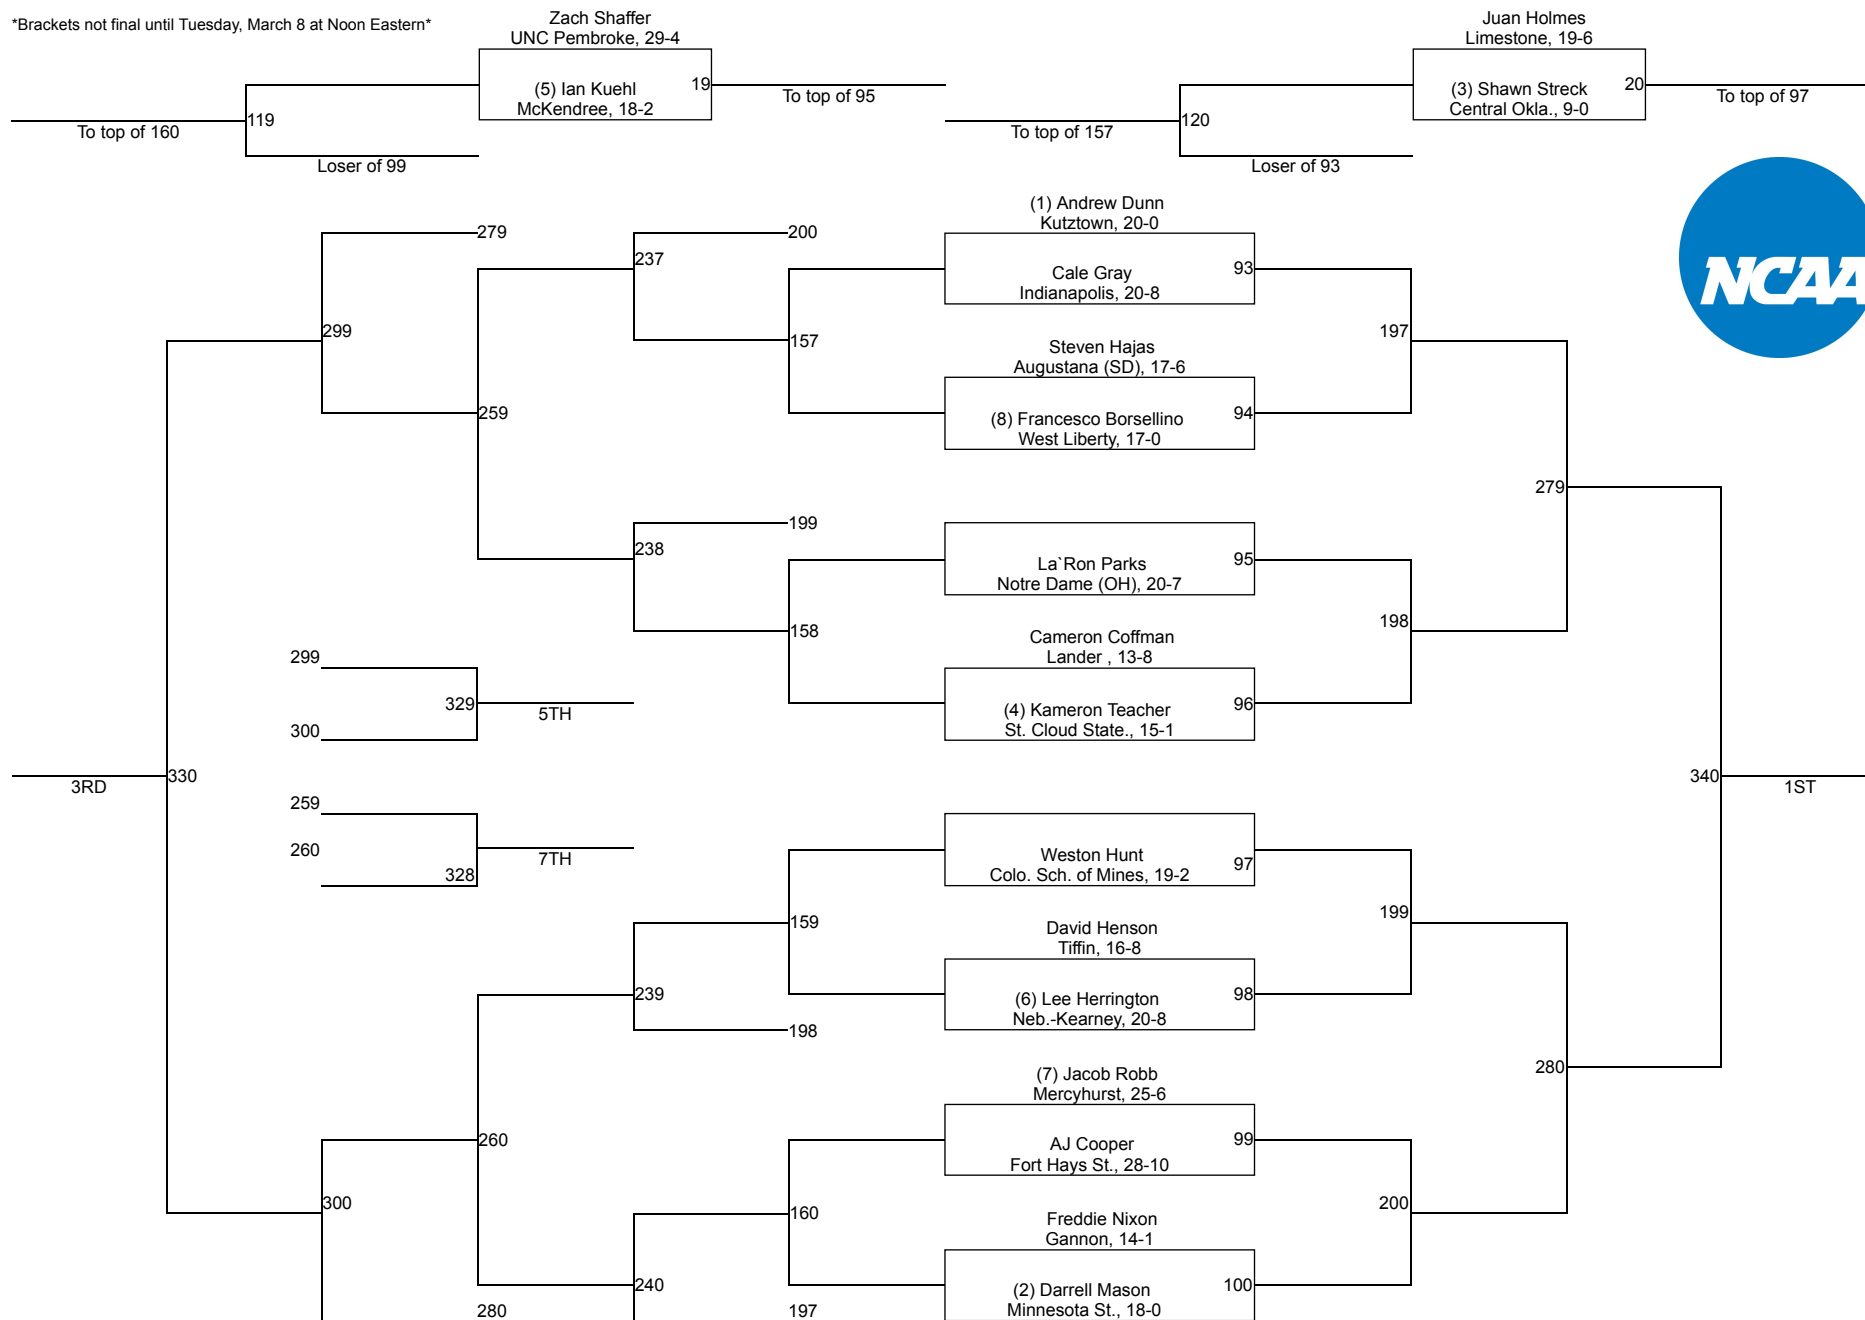 *Brackets not final until Tuesday, March 8 at Noon Eastern*
Zach Shaffer
UNC Pembroke, 29-4
(5) Ian Kuehl
McKendree, 18-2
19
To top of 95
119
To top of 160
Loser of 99
Juan Holmes
Limestone, 19-6
(3) Shawn Streck
Central Okla., 9-0
20
To top of 97
120
To top of 157
Loser of 93
NCAA
(1) Andrew Dunn
Kutztown, 20-0
Cale Gray
Indianapolis, 20-8
93
Steven Hajas
Augustana (SD), 17-6
(8) Francesco Borsellino
West Liberty, 17-0
94
La`Ron Parks
Notre Dame (OH), 20-7
95
Cameron Coffman
Lander , 13-8
(4) Kameron Teacher
St. Cloud State., 15-1
96
Weston Hunt
Colo. Sch. of Mines, 19-2
97
David Henson
Tiffin, 16-8
(6) Lee Herrington
Neb.-Kearney, 20-8
98
(7) Jacob Robb
Mercyhurst, 25-6
AJ Cooper
Fort Hays St., 28-10
99
Freddie Nixon
Gannon, 14-1
(2) Darrell Mason
Minnesota St., 18-0
100
197
198
199
200
279
280
340
1ST
200
157
199
158
159
198
160
197
237
238
239
240
279
259
260
280
299
300
299
300
329
5TH
259
260
328
7TH
330
3RD